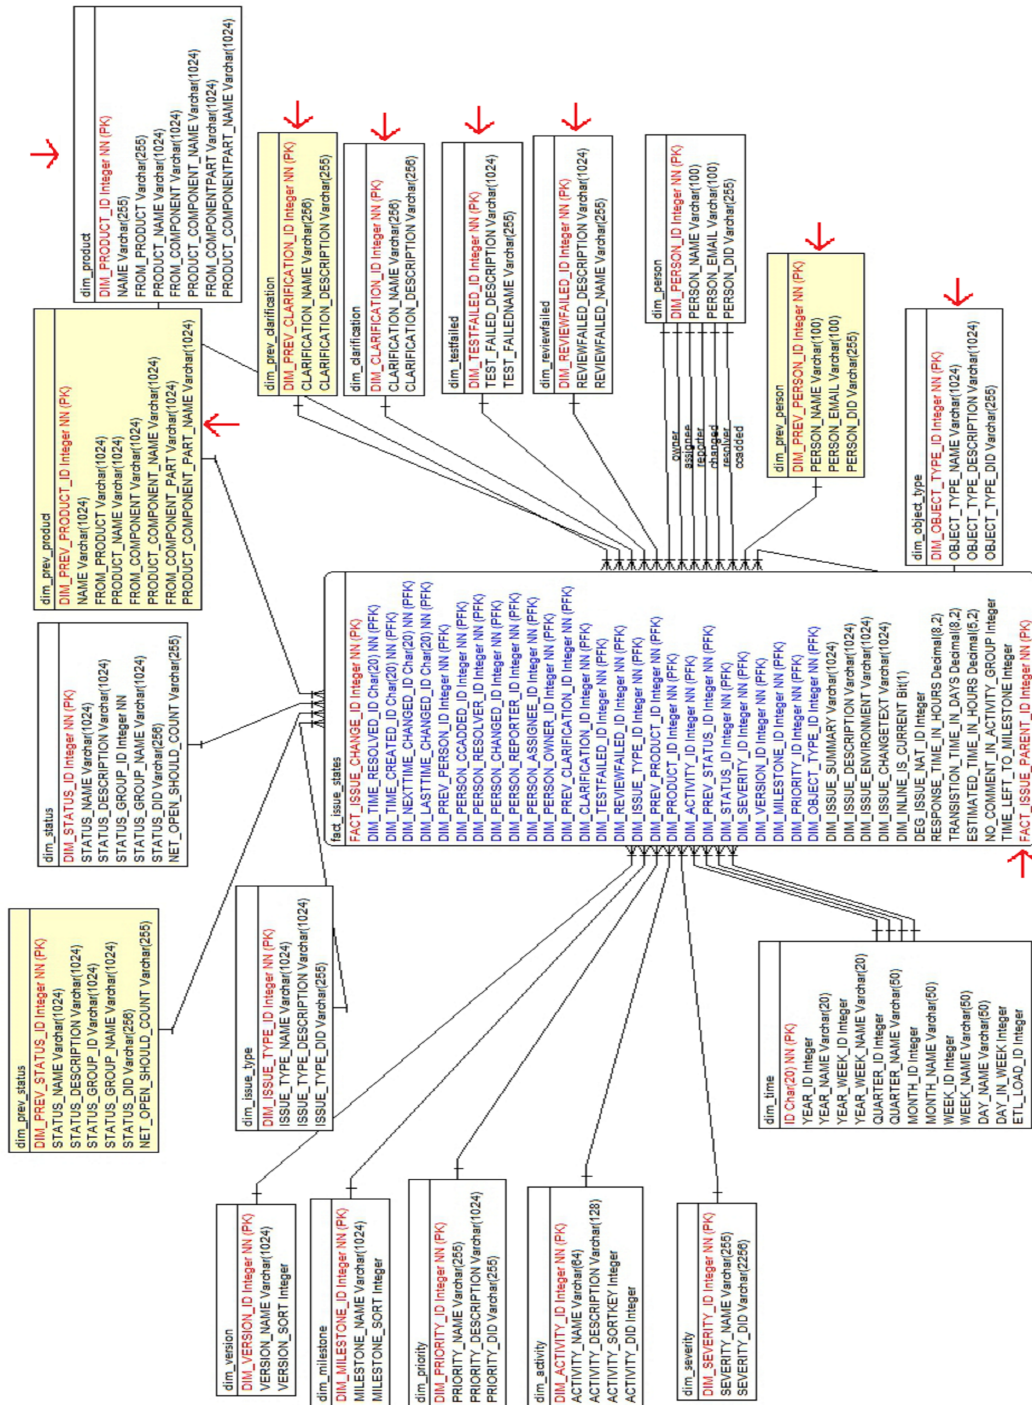 dim_prev_status
DIM_PREV_STATUS_ID Integer NN (PK)
STATUS_NAME Varchar(1024)
STATUS_DESCRIPTION Varchar(1024)
STATUS_GROUP_ID Varchar(1024)
STATUS_GROUP_NAME Varchar(1024)
STATUS_DID Varchar(256)
NET_OPEN_SHOULD_COUNT Varchar(255)
dim_status
DIM_STATUS_ID Integer NN (PK)
STATUS_NAME Varchar(1024)
STATUS_DESCRIPTION Varchar(1024)
STATUS_GROUP_ID Integer NN
STATUS_GROUP_NAME Varchar(1024)
STATUS_DID Varchar(256)
NET_OPEN_SHOULD_COUNT Varchar(255)
dim_prev_product
DIM_PREV_PRODUCT_ID Integer NN (PK)
NAME Varchar(1024)
FROM_PRODUCT Varchar(1024)
PRODUCT_NAME Varchar(1024)
FROM_COMPONENT Varchar(1024)
PRODUCT_COMPONENT_NAME Varchar(1024)
FROM_COMPONENT_PART Varchar(1024)
PRODUCT_COMPONENT_PART_NAME Varchar(1024)
dim_product
DIM_PRODUCT_ID Integer NN (PK)
NAME Varchar(255)
FROM_PRODUCT Varchar(255)
PRODUCT_NAME Varchar(1024)
FROM_COMPONENT Varchar(1024)
PRODUCT_COMPONENT_NAME Varchar(1024)
FROM_COMPONENTPART Varchar(1024)
PRODUCT_COMPONENTPART_NAME Varchar(1024)
dim_version
DIM_VERSION_ID Integer NN (PK)
VERSION_NAME Varchar(1024)
VERSION_SORT Integer
dim_issue_type
DIM_ISSUE_TYPE_ID Integer NN (PK)
ISSUE_TYPE_NAME Varchar(1024)
ISSUE_TYPE_DESCRIPTION Varchar(1024)
ISSUE_TYPE_DID Varchar(255)
dim_prev_clarification
DIM_PREV_CLARIFICATION_ID Integer NN (PK)
CLARIFICATION_NAME Varchar(256)
CLARIFICATION_DESCRIPTION Varchar(255)
dim_milestone
DIM_MILESTONE_ID Integer NN (PK)
MILESTONE_NAME Varchar(1024)
MILESTONE_SORT Integer
fact_issue_states
FACT_ISSUE_CHANGE_ID Integer NN (PK)
DIM_TIME_RESOLVED_ID Char(20) NN (PFK)
DIM_TIME_CREATED_ID Char(20) NN (PFK)
DIM_NEXTTIME_CHANGED_ID Char(20) NN (PFK)
DIM_LASTTIME_CHANGED_ID Char(20) NN (PFK)
DIM_PREV_PERSON_ID Integer NN (PFK)
DIM_PERSON_CCADDED_ID Integer NN (PFK)
DIM_PERSON_RESOLVER_ID Integer NN (PFK)
DIM_PERSON_CHANGED_ID Integer NN (PFK)
DIM_PERSON_REPORTER_ID Integer NN (PFK)
DIM_PERSON_ASSIGNEE_ID Integer NN (PFK)
DIM_PERSON_OWNER_ID Integer NN (PFK)
DIM_PREV_CLARIFICATION_ID Integer NN (PFK)
DIM_CLARIFICATION_ID Integer NN (PFK)
DIM_TESTFAILED_ID Integer NN (PFK)
DIM_REVIEWFAILED_ID Integer NN (PFK)
DIM_ISSUE_TYPE_ID Integer NN (PFK)
DIM_PREV_PRODUCT_ID Integer NN (PFK)
DIM_PRODUCT_ID Integer NN (PFK)
DIM_ACTIVITY_ID Integer NN (PFK)
DIM_PREV_STATUS_ID Integer NN (PFK)
DIM_STATUS_ID Integer NN (PFK)
DIM_SEVERITY_ID Integer NN (PFK)
DIM_VERSION_ID Integer NN (PFK)
DIM_MILESTONE_ID Integer NN (PFK)
DIM_PRIORITY_ID Integer NN (PFK)
DIM_OBJECT_TYPE_ID Integer NN (PFK)
DIM_ISSUE_SUMMARY Varchar(1024)
DIM_ISSUE_DESCRIPTION Varchar(1024)
DIM_ISSUE_ENVIRONMENT Varchar(1024)
DIM_ISSUE_CHANGETEXT Varchar(1024)
DIM_INLINE_IS_CURRENT Bit(1)
DEG_ISSUE_NAT_ID Integer
RESPONSE_TIME_IN_HOURS Decimal(8,2)
TRANSISTION_TIME_IN_DAYS Decimal(8,2)
ESTIMATED_TIME_IN_HOURS Decimal(5,2)
NO_COMMENT_IN_ACTIVITY_GROUP Integer
TIME_LEFT_TO_MILESTONE Integer
FACT_ISSUE_PARENT_ID Integer NN (PK)
dim_clarification
DIM_CLARIFICATION_ID Integer NN (PK)
CLARIFICATION_NAME Varchar(256)
CLARIFICATION_DESCRIPTION Varchar(255)
dim_priority
DIM_PRIORITY_ID Integer NN (PK)
PRIORITY_NAME Varchar(255)
PRIORITY_DESCRIPTION Varchar(1024)
PRIORITY_DID Varchar(255)
dim_testfailed
DIM_TESTFAILED_ID Integer NN (PK)
TEST_FAILED_DESCRIPTION Varchar(1024)
TEST_FAILEDNAME Varchar(255)
dim_activity
DIM_ACTIVITY_ID Integer NN (PK)
ACTIVITY_NAME Varchar(64)
ACTIVITY_DESCRIPTION Varchar(128)
ACTIVITY_SORTKEY Integer
ACTIVITY_DID Integer
dim_reviewfailed
DIM_REVIEWFAILED_ID Integer NN (PK)
REVIEWFAILED_DESCRIPTION Varchar(1024)
REVIEWFAILED_NAME Varchar(255)
owner
assignee
reporter
changed
resolver
ccadded
dim_person
DIM_PERSON_ID Integer NN (PK)
PERSON_NAME Varchar(100)
PERSON_EMAIL Varchar(100)
PERSON_DID Varchar(255)
dim_severity
DIM_SEVERITY_ID Integer NN (PK)
SEVERITY_NAME Varchar(255)
SEVERITY_DID Varchar(2256)
dim_time
ID Char(20) NN (PK)
YEAR_ID Integer
YEAR_NAME Varchar(20)
YEAR_WEEK_ID Integer
YEAR_WEEK_NAME Varchar(20)
QUARTER_ID Integer
QUARTER_NAME Varchar(50)
MONTH_ID Integer
MONTH_NAME Varchar(50)
WEEK_ID Integer
WEEK_NAME Varchar(50)
DAY_NAME Varchar(50)
DAY_IN_WEEK Integer
ETL_LOAD_ID Integer
dim_prev_person
DIM_PREV_PERSON_ID Integer NN (PK)
PERSON_NAME Varchar(100)
PERSON_EMAIL Varchar(100)
PERSON_DID Varchar(255)
dim_object_type
DIM_OBJECT_TYPE_ID Integer NN (PK)
OBJECT_TYPE_NAME Varchar(1024)
OBJECT_TYPE_DESCRIPTION Varchar(1024)
OBJECT_TYPE_DID Varchar(255)